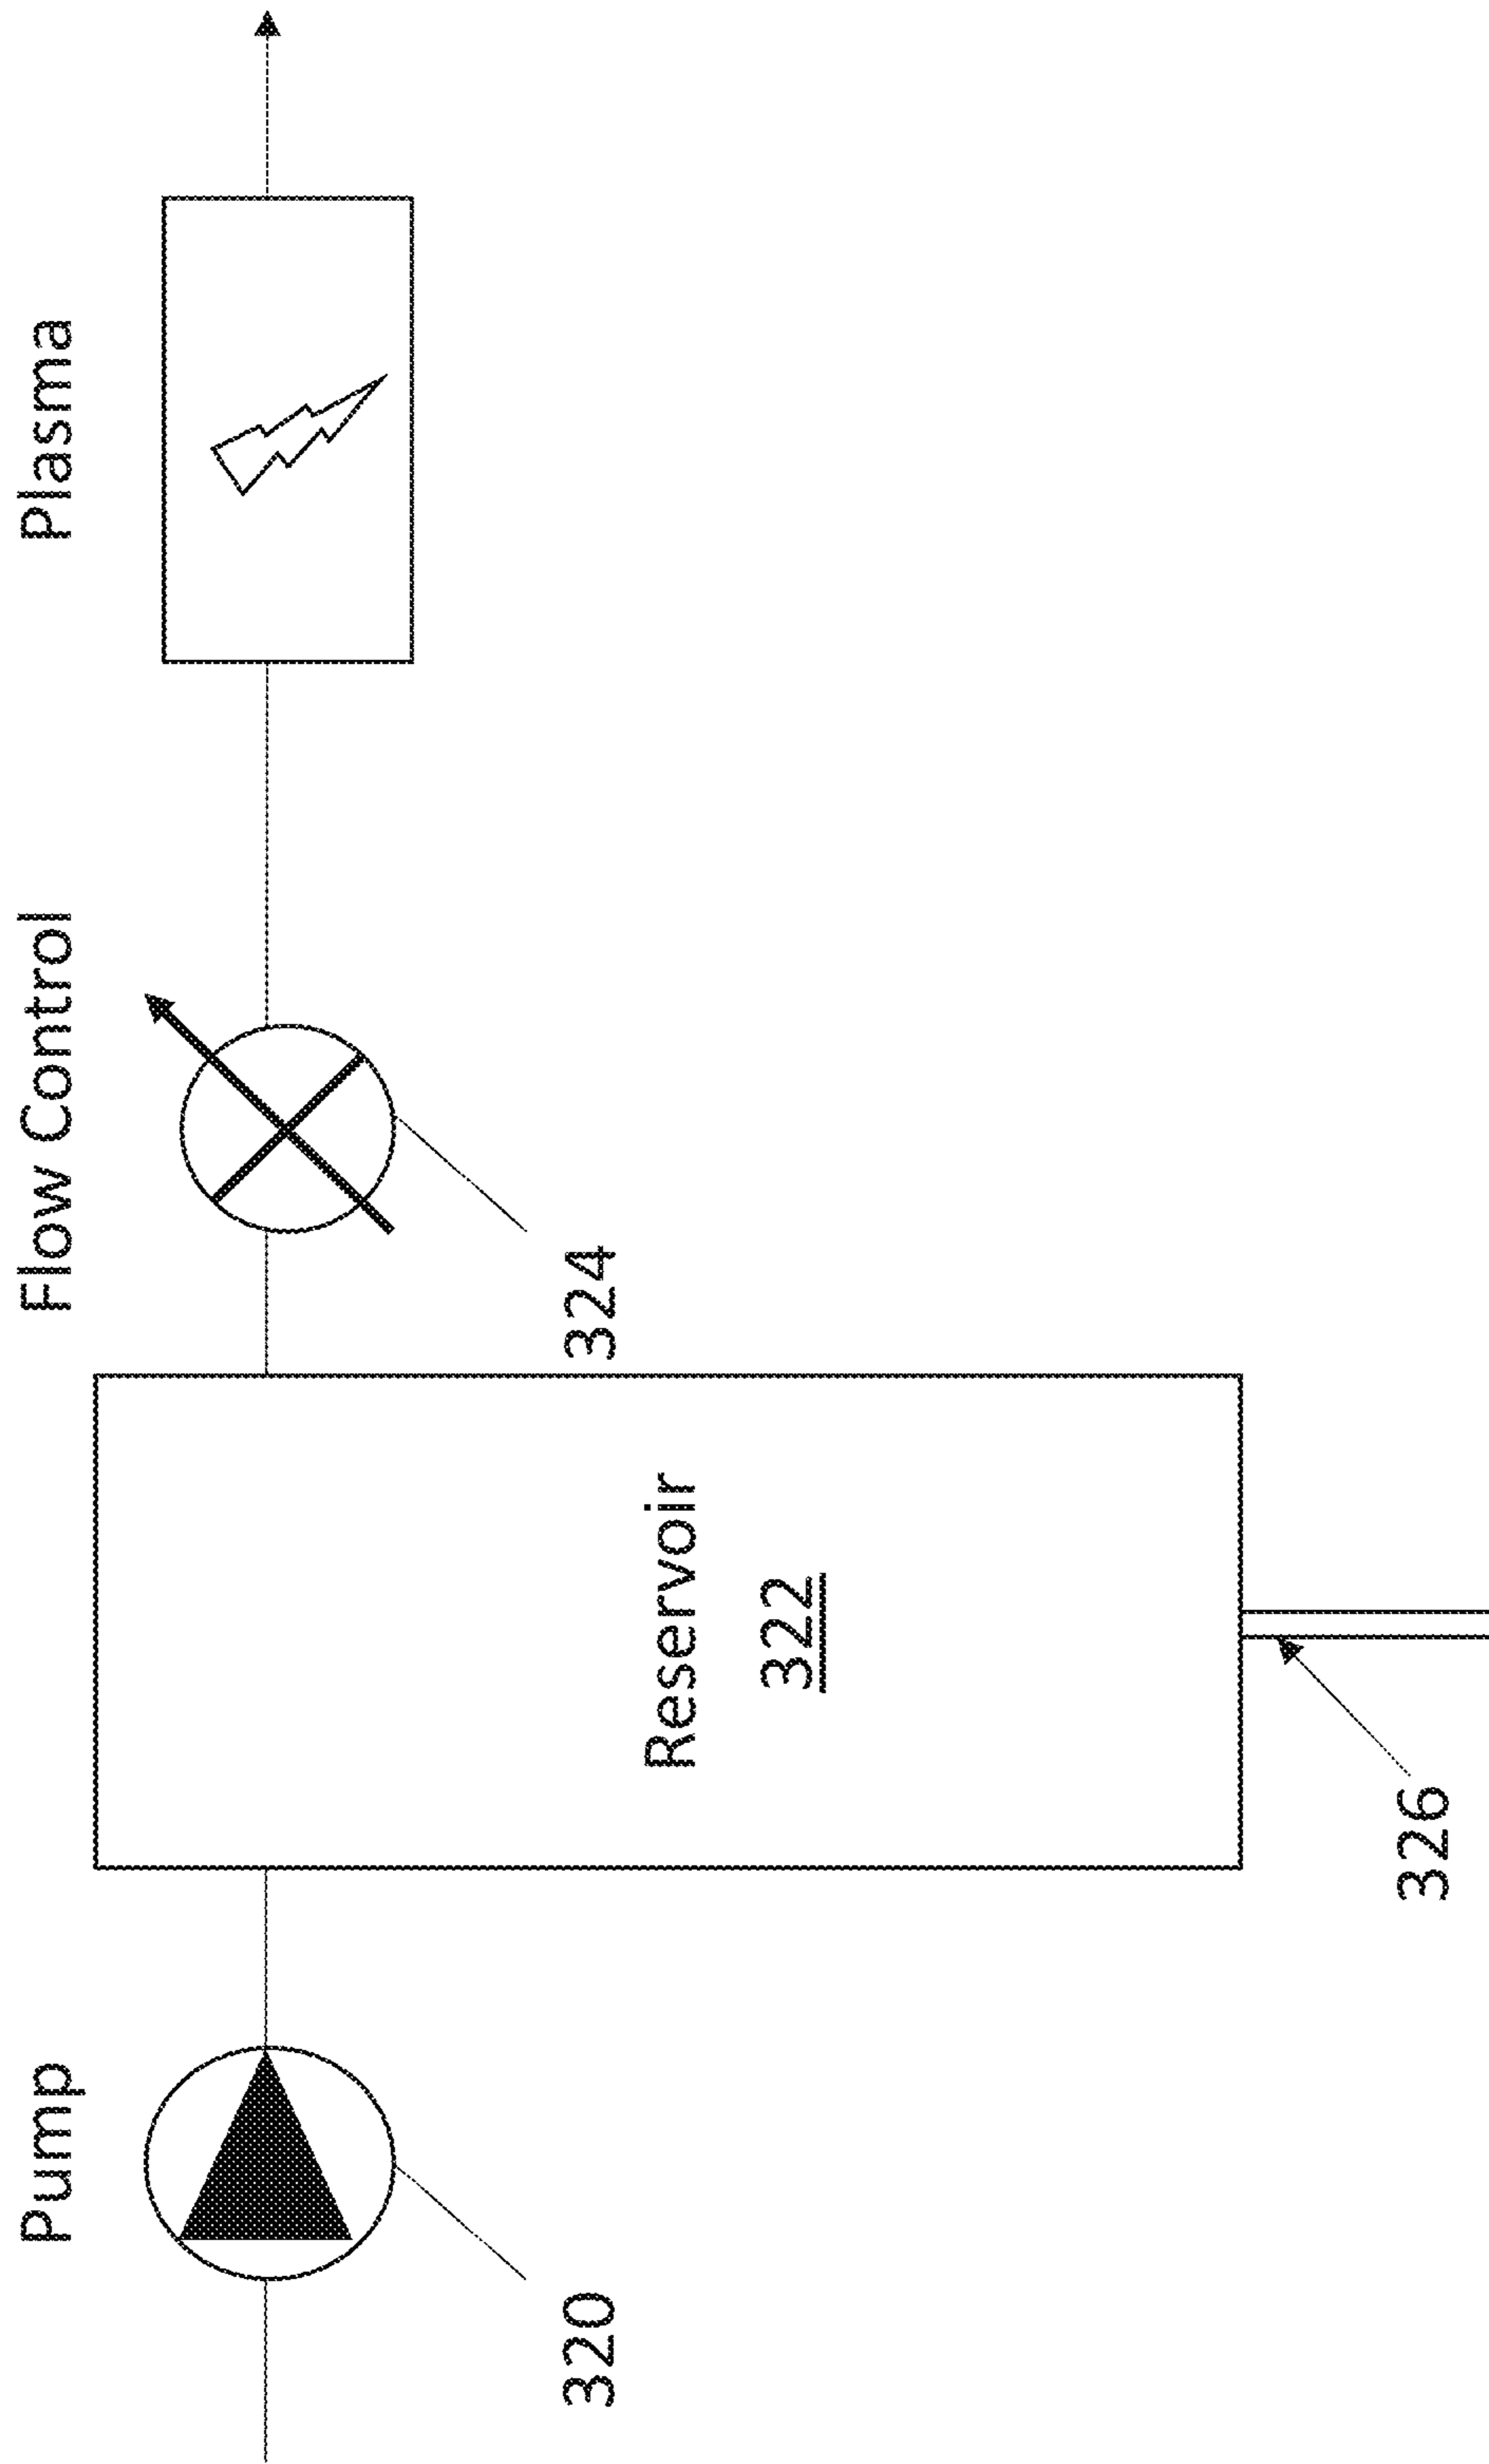 Pump
Flow Control
Plasma
Reservoir
322
320
324
326